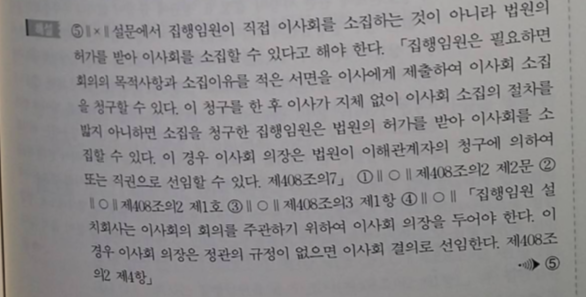 해설 ⑤∥×∥설문에서 집행임원이 직접 이사회를 소집하는 것이 아니라 법원의
허가를 받아 이사회를 소집할 수 있다고 해야 한다. 「집행임원은 필요하면
회의의 목적사항과 소집이유를 적은 서면을 이사에게 제출하여 이사회 소집
을 청구할 수 있다. 이 청구를 한 후 이사가 지체 없이 이사회 소집의 절차를
밟지 아니하면 소집을 청구한 집행임원은 법원의 허가를 받아 이사회를 소
집할 수 있다. 이 경우 이사회 의장은 법원이 이해관계자의 청구에 의하여
또는 직권으로 선임할 수 있다. 제408조의7」 ①∥○∥제408조의2 제2문 ②
∥○∥제408조의2 제1호 ③∥○∥제408조의3 제1항 ④∥○∥「집행임원 설
치회사는 이사회의 회의를 주관하기 위하여 이사회 의장을 두어야 한다. 이
경우 이사회 의장은 정관의 규정이 없으면 이사회 결의로 선임한다. 제408조
의2 제4항」
⑤